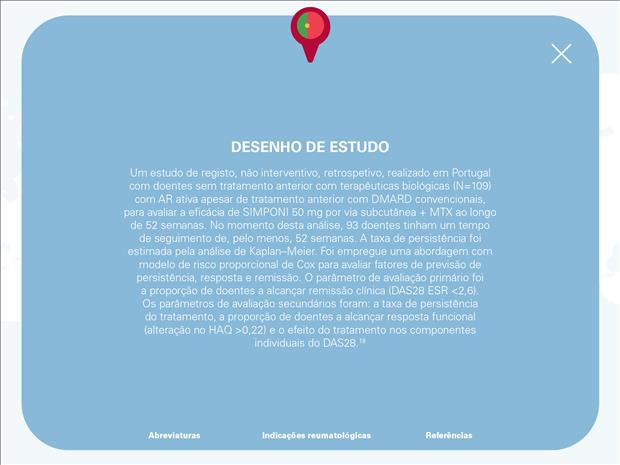 DESENHO DE ESTUDO
Um estudo de registo, não interventivo, retrospetivo, realizado em Portugal
com doentes sem tratamento anterior com terapêuticas biológicas (N=109)
com AR ativa apesar de tratamento anterior com DMARD convencionais,
para avaliar a eficácia de SIMPONI 50 mg por via subcutânea + MTX ao longo
de 52 semanas. No momento desta análise, 93 doentes tinham um tempo
de seguimento de, pelo menos, 52 semanas. A taxa de persistência foi
estimada pela análise de Kaplan–Meier. Foi empregue uma abordagem com
modelo de risco proporcional de Cox para avaliar fatores de previsão de
persistência, resposta e remissão. O parâmetro de avaliação primário foi
a proporção de doentes a alcançar remissão clínica (DAS28 ESR <2,6).
Os parâmetros de avaliação secundários foram: a taxa de persistência
do tratamento, a proporção de doentes a alcançar resposta funcional
(alteração no HAQ >0,22) e o efeito do tratamento nos componentes
individuais do DAS28.¹⁹
Abreviaturas Indicações reumatológicas Referências